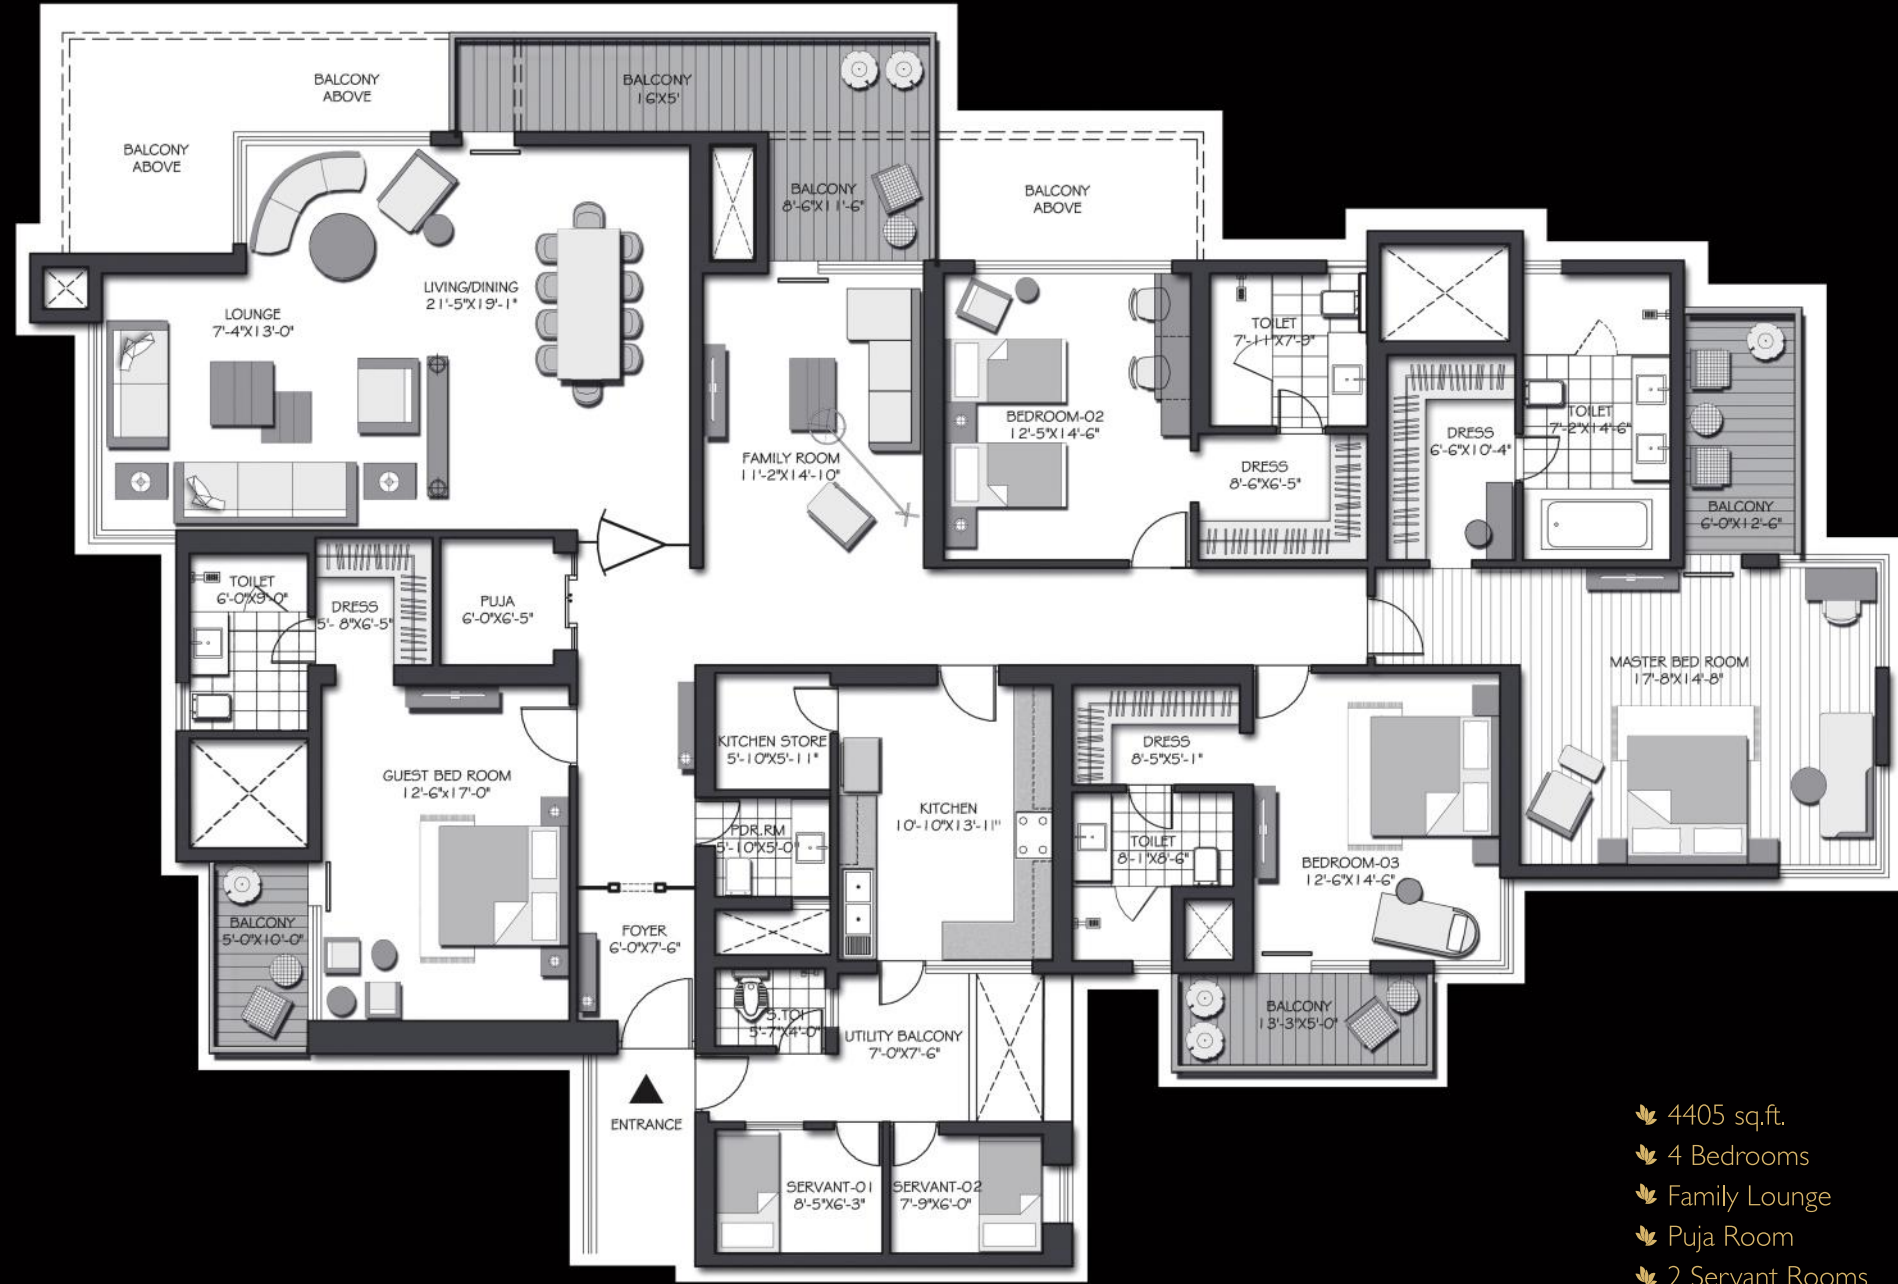 BALCONY
ABOVE
BALCONY
16'X5'
BALCONY
ABOVE
BALCONY
8'-6"X11'-6"
BALCONY
ABOVE
LIVING/DINING
21'-5"X19'-1"
LOUNGE
7'-4"X13'-0"
FAMILY ROOM
11'-2"X14'-10"
BEDROOM-02
12'-5"X14'-6"
TOILET
7'-11"X7'-9"
DRESS
8'-6"X6'-5"
DRESS
6'-6"X10'-4"
TOILET
7'-2"X14'-6"
BALCONY
6'-0"X12'-6"
TOILET
6'-0"X9'-0"
DRESS
5'- 8"X6'-5"
PUJA
6'-0"X6'-5"
MASTER BED ROOM
17'-8"X14'-8"
GUEST BED ROOM
12'-6"x17'-0"
KITCHEN STORE
5'-10"X5'-11"
PDR.RM
5'-10"X5'-0"
KITCHEN
10'-10"X13'-11"
DRESS
8'-5"X5'-1"
TOILET
8-1"X8'-6"
BEDROOM-03
12'-6"X14'-6"
BALCONY
5'-0"X10'-0"
FOYER
6'-0"X7'-6"
S.TOI
5'-7"X4'-0"
UTILITY BALCONY
7'-0"X7'-6"
BALCONY
13'-3"X5'-0"
ENTRANCE
SERVANT-01
8'-5"X6'-3"
SERVANT-02
7'-9"X6'-0"
4405 sq.ft.
4 Bedrooms
Family Lounge
Puja Room
2 Servant Rooms